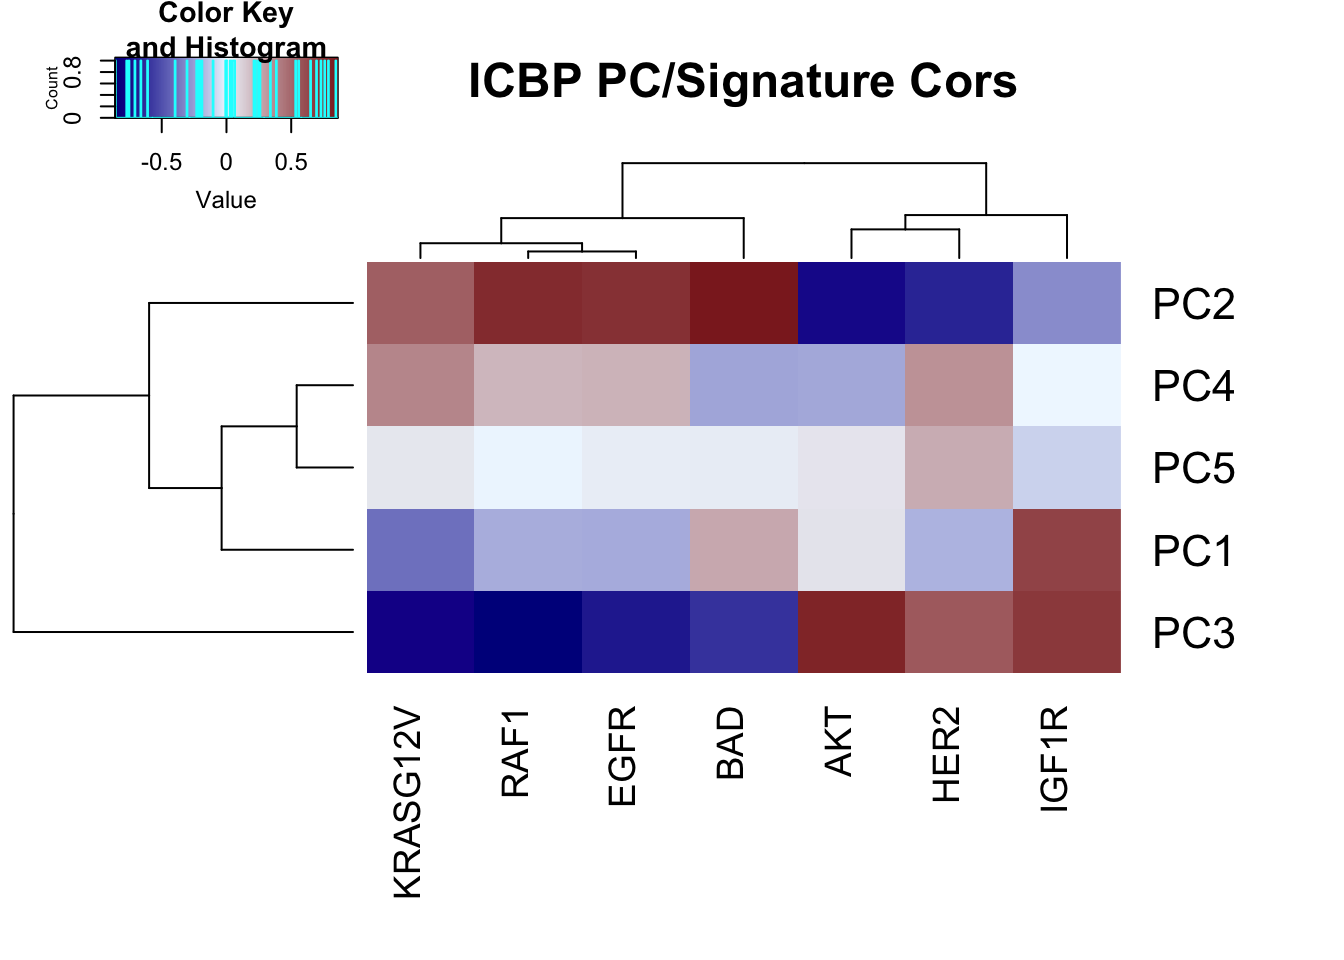 Color Key
and Histogram
Count
0 0.8
-0.5 0 0.5
Value
ICBP PC/Signature Cors
PC2
PC4
PC5
PC1
PC3
KRASG12V
RAF1
EGFR
BAD
AKT
HER2
IGF1R